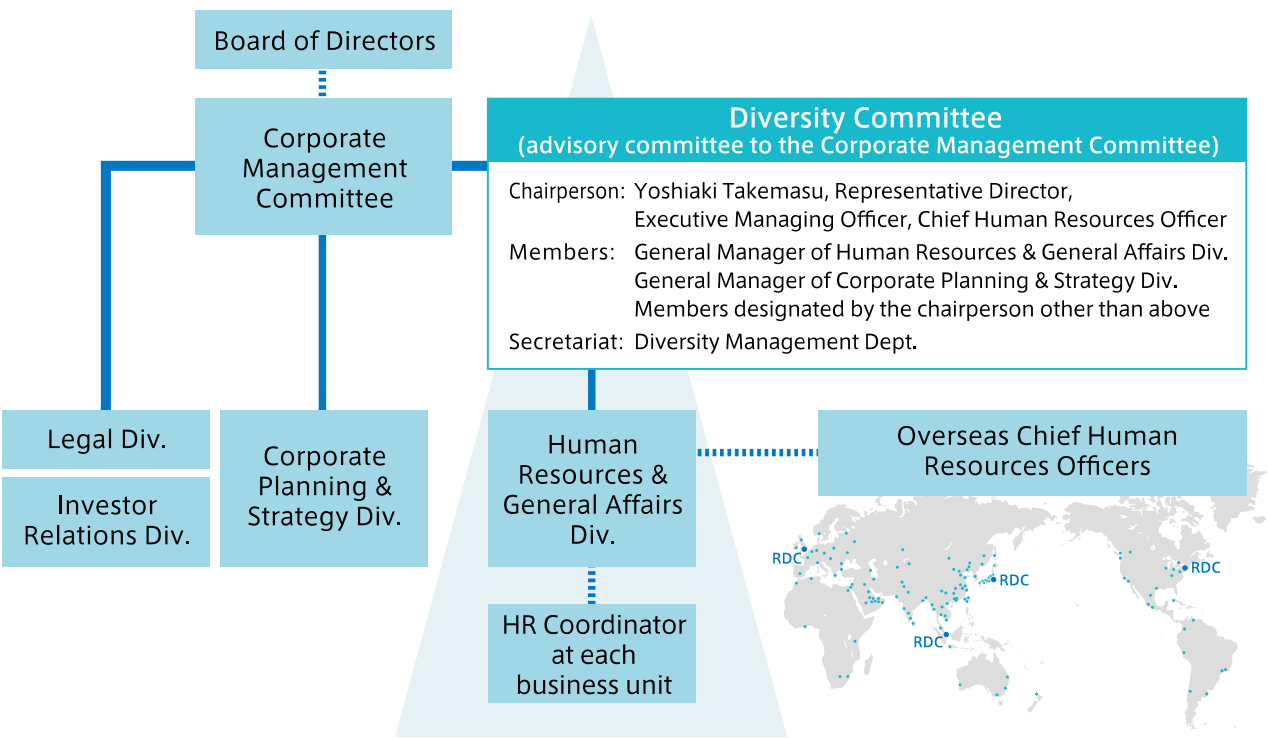 Board of Directors
Corporate
Management
Committee
Diversity Committee
(advisory committee to the Corporate Management Committee)
Chairperson: Yoshiaki Takemasu, Representative Director,
Executive Managing Officer, Chief Human Resources Officer
Members: General Manager of Human Resources & General Affairs Div.
General Manager of Corporate Planning & Strategy Div.
Members designated by the chairperson other than above
Secretariat: Diversity Management Dept.
Legal Div.
Investor
Relations Div.
Corporate
Planning &
Strategy Div.
Human
Resources &
General Affairs
Div.
Overseas Chief Human
Resources Officers
HR Coordinator
at each
business unit
RDC
RDC
RDC
RDC